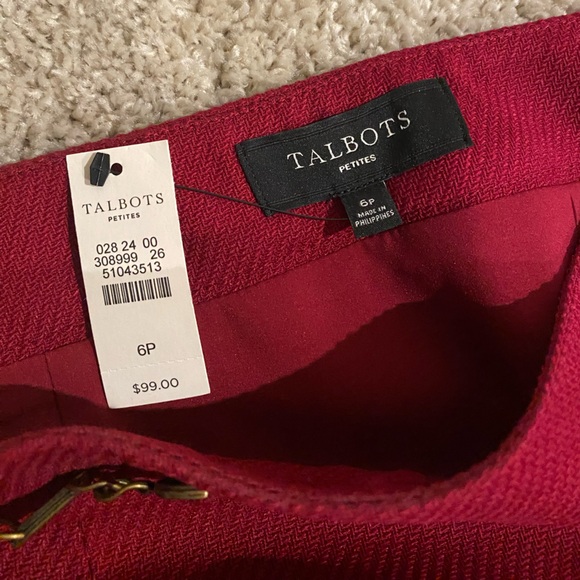 TALBOTS
PETITES
6P
MADE IN
PHILIPPINES
TALBOTS
PETITES
028 24 00
308999 26
51043513
6P
$99.00